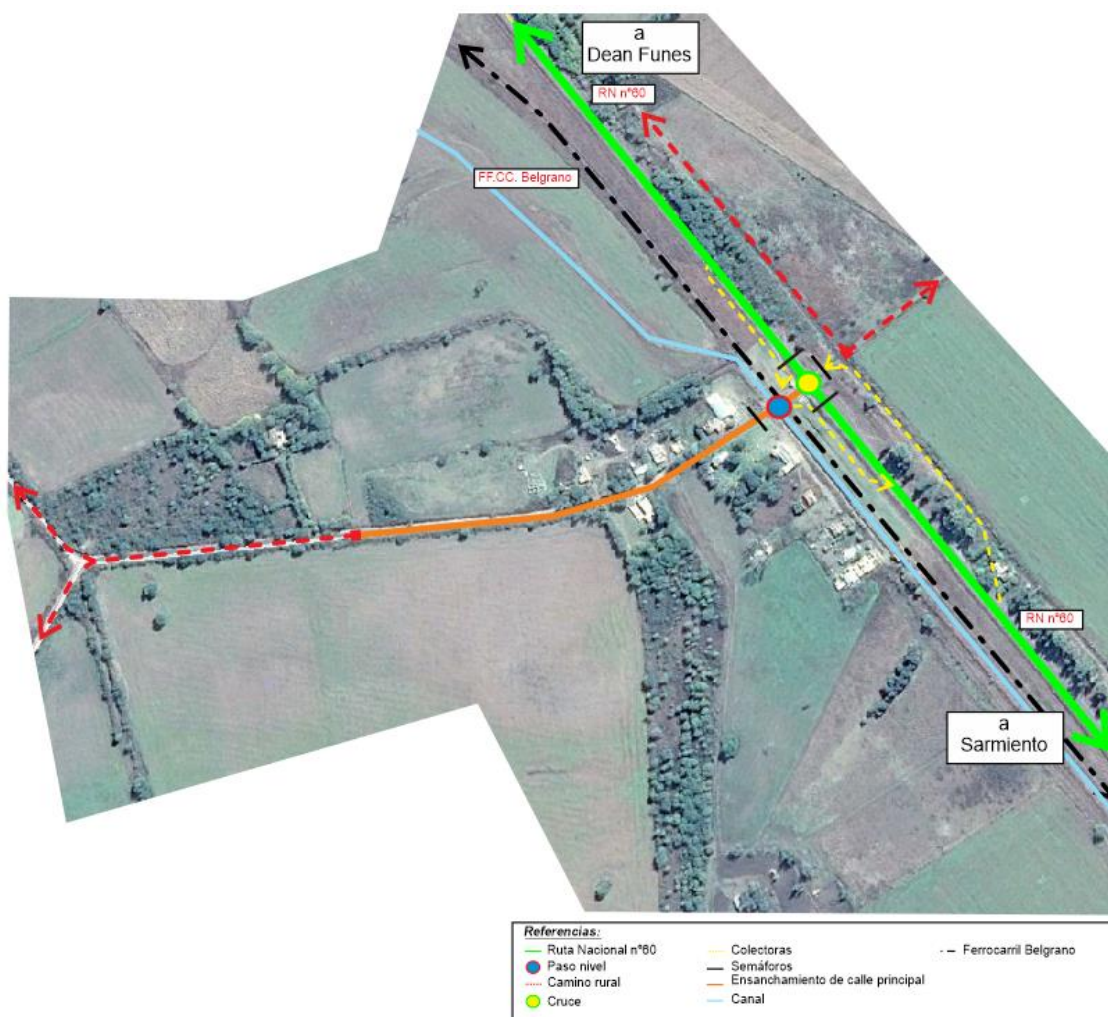 a
Dean Funes
RN n°60
FF.CC. Belgrano
RN n°60
a
Sarmiento
Referencias:
Ruta Nacional n°60
Paso nivel
Camino rural
Cruce
Colectoras
Semáforos
Ensanchamiento de calle principal
Canal
Ferrocarril Belgrano